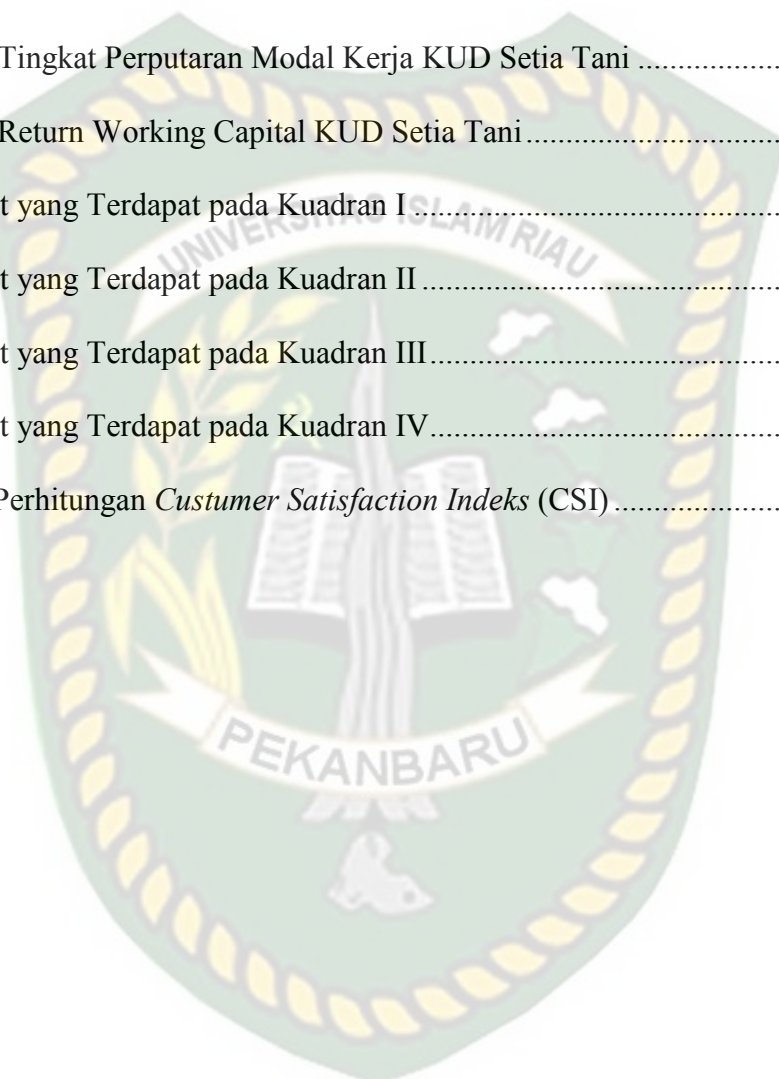 Tingkat Perputaran Modal Kerja KUD Setia Tani ..................
Return Working Capital KUD Setia Tani ................................
t yang Terdapat pada Kuadran I ..............................................
t yang Terdapat pada Kuadran II .............................................
t yang Terdapat pada Kuadran III............................................
t yang Terdapat pada Kuadran IV............................................
Perhitungan Custumer Satisfaction Indeks (CSI) .....................
UNIVERSITAS ISLAM RIAU
PEKANBARU